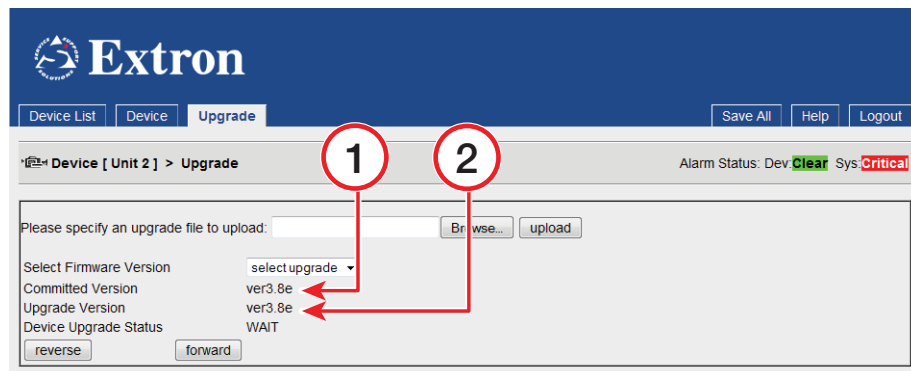 Extron
Device List Device Upgrade Save All Help Logout
Device [ Unit 2 ] > Upgrade 1 2 Alarm Status: Dev:Clear Sys:Critical
Please specify an upgrade file to upload: Browse... upload
Select Firmware Version select upgrade
Committed Version ver3.8e
Upgrade Version ver3.8e
Device Upgrade Status WAIT
reverse forward